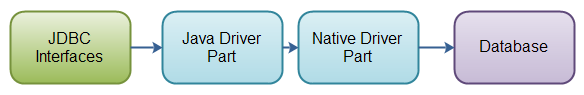 JDBC
Interfaces
Java Driver
Part
Native Driver
Part
Database